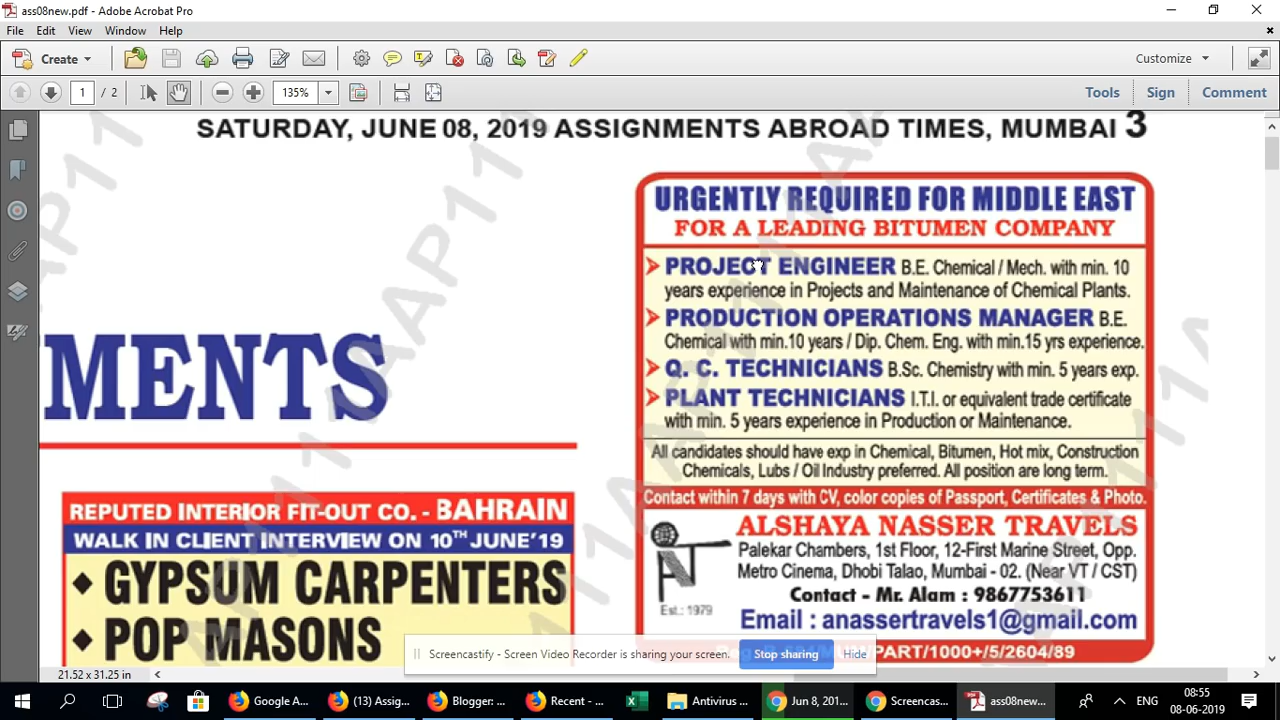 ass08new.pdf - Adobe Acrobat Pro
File Edit View Window Help
Create
Customize
1 / 2
135%
Tools Sign Comment
SATURDAY, JUNE 08, 2019 ASSIGNMENTS ABROAD TIMES, MUMBAI 3
MENTS
REPUTED INTERIOR FIT-OUT CO. - BAHRAIN
WALK IN CLIENT INTERVIEW ON 10TH JUNE'19
◆ GYPSUM CARPENTERS
◆ POP MASONS
URGENTLY REQUIRED FOR MIDDLE EAST
FOR A LEADING BITUMEN COMPANY
PROJECT ENGINEER B.E. Chemical / Mech. with min. 10
years experience in Projects and Maintenance of Chemical Plants.
PRODUCTION OPERATIONS MANAGER B.E.
Chemical with min.10 years / Dip. Chem. Eng. with min.15 yrs experience.
Q. C. TECHNICIANS B.Sc. Chemistry with min. 5 years exp.
PLANT TECHNICIANS I.T.I. or equivalent trade certificate
with min. 5 years experience in Production or Maintenance.
All candidates should have exp in Chemical, Bitumen, Hot mix, Construction
Chemicals, Lubs / Oil Industry preferred. All position are long term.
Contact within 7 days with CV, color copies of Passport, Certificates & Photo.
ALSHAYA NASSER TRAVELS
Palekar Chambers, 1st Floor, 12-First Marine Street, Opp.
Metro Cinema, Dhobi Talao, Mumbai - 02. (Near VT / CST)
Contact - Mr. Alam : 9867753611
Est.: 1979
Email : anassertravels1@gmail.com
PART/1000+/5/2604/89
Screencastify - Screen Video Recorder is sharing your screen. Stop sharing Hide
21.52 x 31.25 in
Google A... (13) Assig... Blogger: ... Recent - ... Antivirus ... Jun 8, 201... Screencas... ass08new... ENG
08:55
08-06-2019